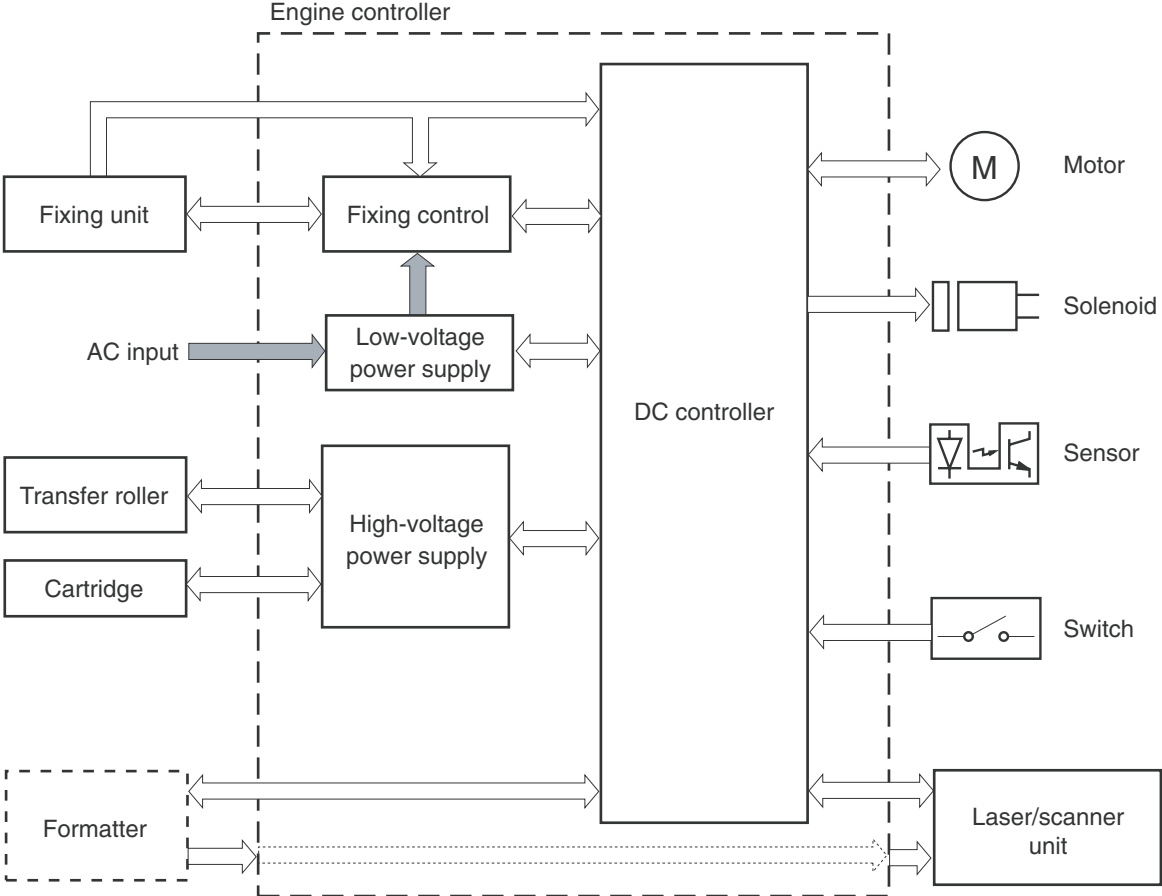 Engine controller
Fixing unit
Fixing control
M
Motor
Solenoid
AC input
Low-voltage
power supply
DC controller
Sensor
Transfer roller
High-voltage
power supply
Cartridge
Switch
Formatter
Laser/scanner
unit